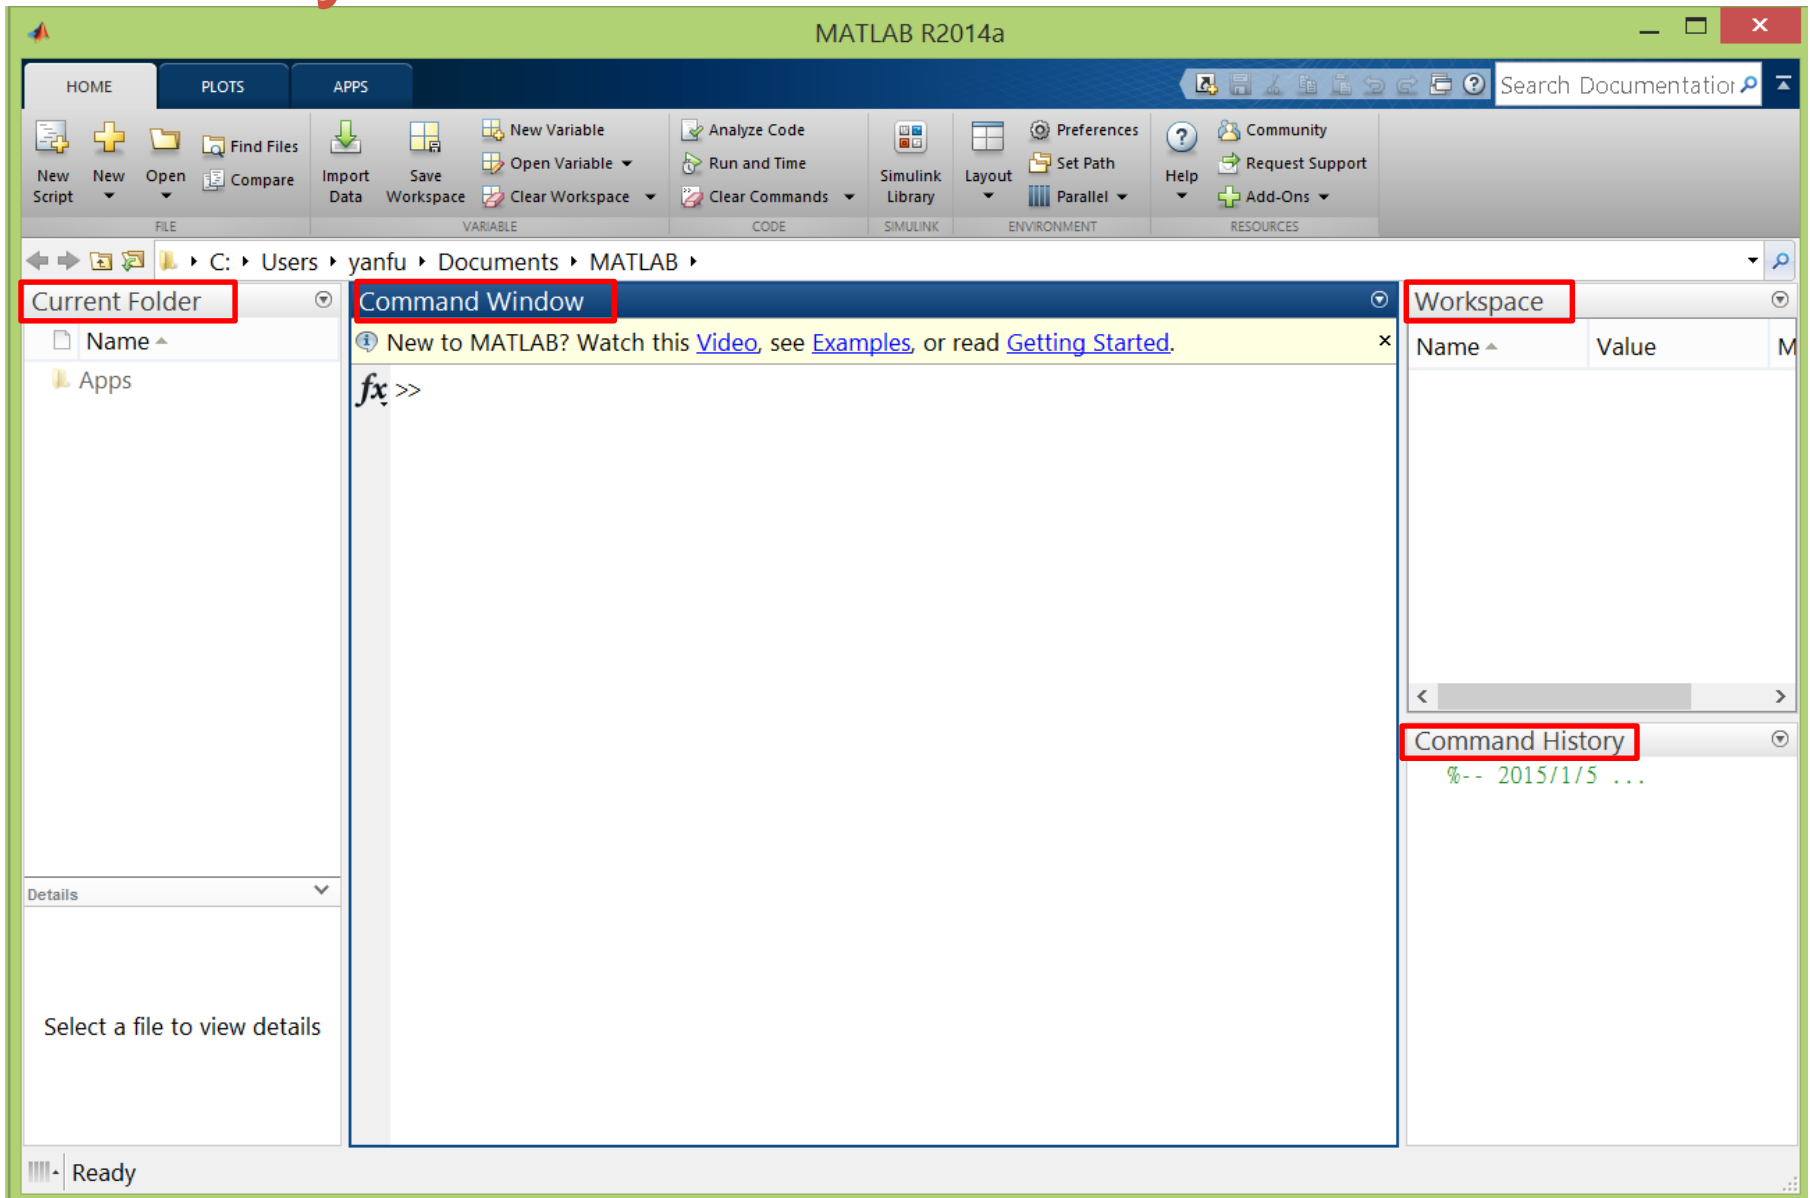 MATLAB R2014a
HOME PLOTS APPS Search Documentation
New Script New Open Find Files Compare Import Data Save Workspace New Variable Open Variable Clear Workspace Analyze Code Run and Time Clear Commands Simulink Library Layout Preferences Set Path Parallel Help Community Request Support Add-Ons
FILE VARIABLE CODE SIMULINK ENVIRONMENT RESOURCES
C: Users yanfu Documents MATLAB
Current Folder
Name
Apps
Details
Select a file to view details
Command Window
New to MATLAB? Watch this Video, see Examples, or read Getting Started.
fx >>
Workspace
Name Value M
Command History
%-- 2015/1/5 ...
Ready